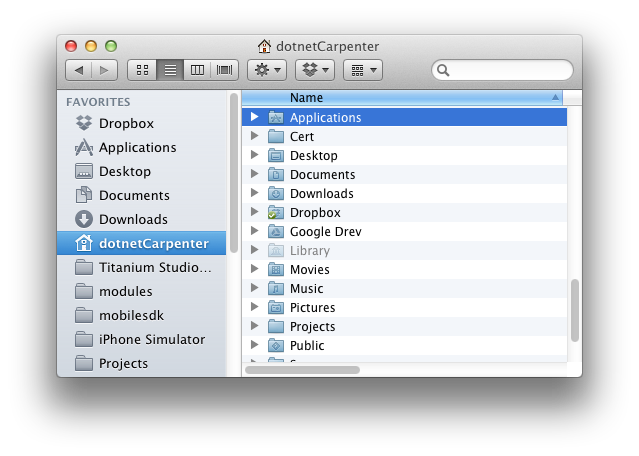 dotnetCarpenter
FAVORITES
Dropbox
Applications
Desktop
Documents
Downloads
dotnetCarpenter
Titanium Studio...
modules
mobilesdk
iPhone Simulator
Projects
Name
Applications
Cert
Desktop
Documents
Downloads
Dropbox
Google Drev
Library
Movies
Music
Pictures
Projects
Public